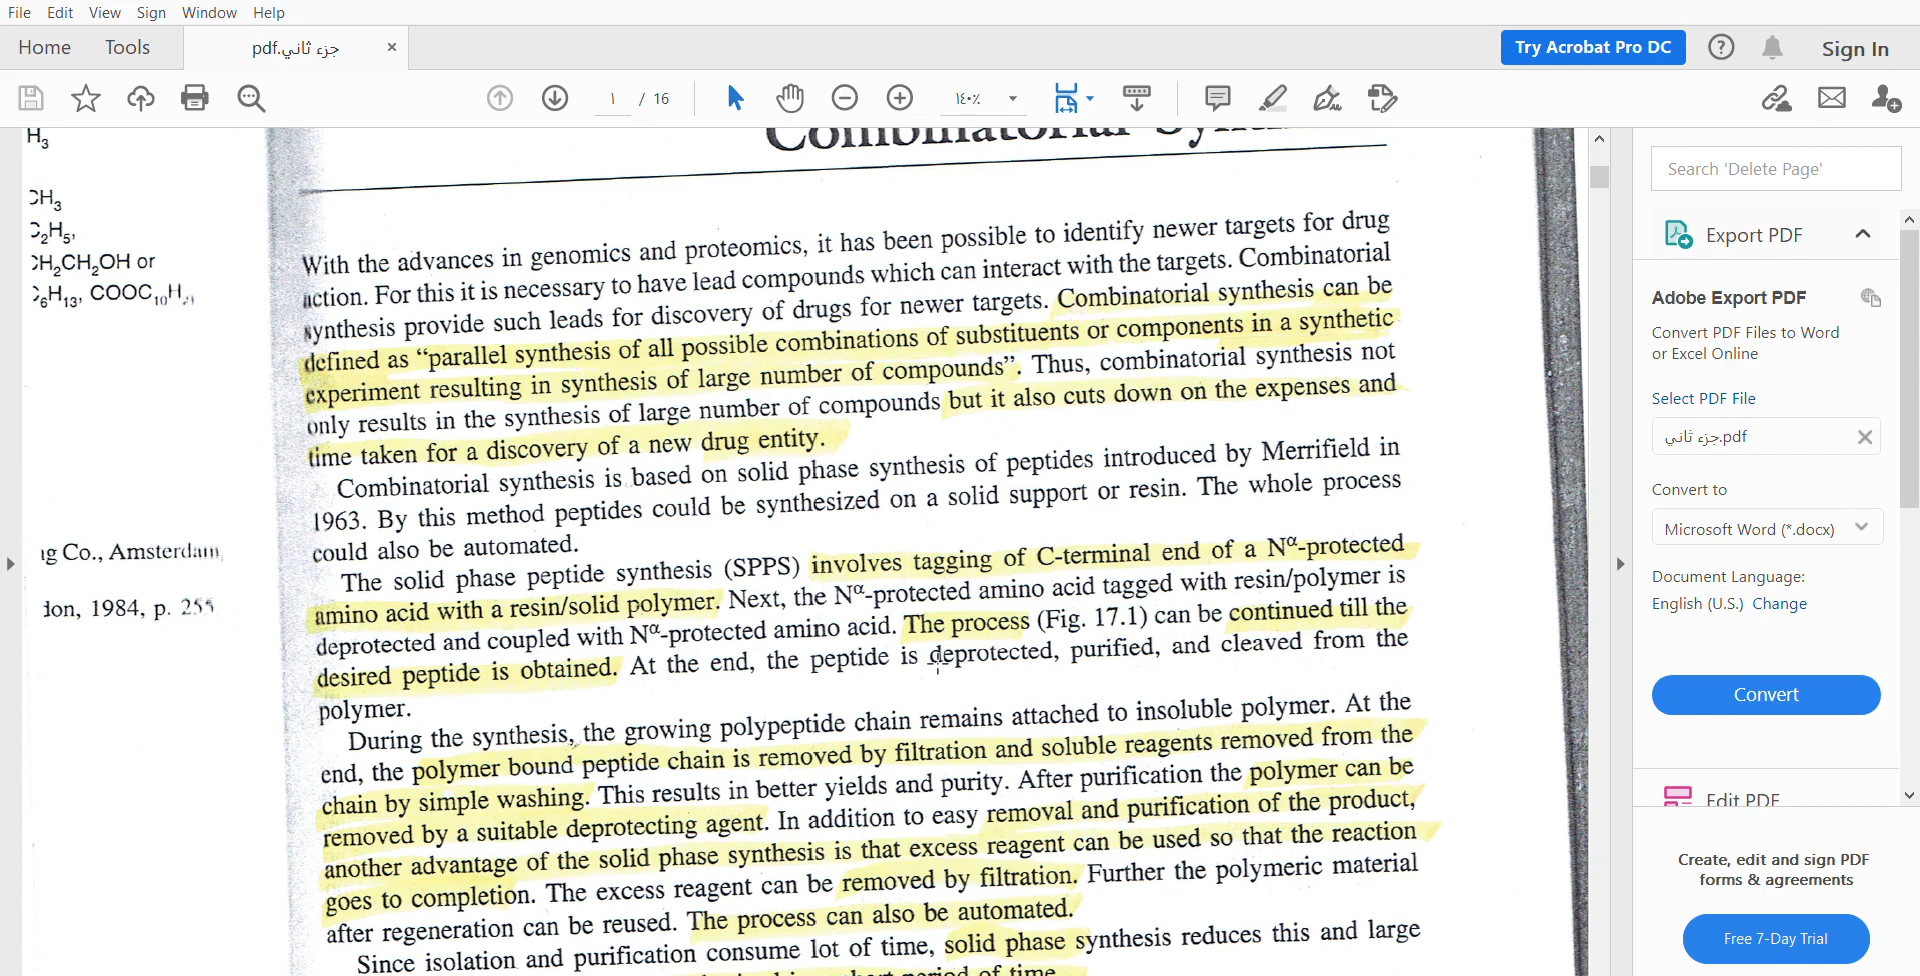 File Edit View Sign Window Help
Home Tools جزء ثاني.pdf ×
Try Acrobat Pro DC ? Sign In
١ / 16 ١٤٠٪
H3
CH3
C2H5,
CH2CH2OH or
C6H13, COOC10H21
ng Co., Amsterdam,
don, 1984, p. 255
Combinatorial
With the advances in genomics and proteomics, it has been possible to identify newer targets for drug
action. For this it is necessary to have lead compounds which can interact with the targets. Combinatorial
synthesis provide such leads for discovery of drugs for newer targets. Combinatorial synthesis can be
defined as “parallel synthesis of all possible combinations of substituents or components in a synthetic
experiment resulting in synthesis of large number of compounds”. Thus, combinatorial synthesis not
only results in the synthesis of large number of compounds but it also cuts down on the expenses and
time taken for a discovery of a new drug entity.
Combinatorial synthesis is based on solid phase synthesis of peptides introduced by Merrifield in
1963. By this method peptides could be synthesized on a solid support or resin. The whole process
could also be automated.
The solid phase peptide synthesis (SPPS) involves tagging of C-terminal end of a Nα-protected
amino acid with a resin/solid polymer. Next, the Nα-protected amino acid tagged with resin/polymer is
deprotected and coupled with Nα-protected amino acid. The process (Fig. 17.1) can be continued till the
desired peptide is obtained. At the end, the peptide is deprotected, purified, and cleaved from the
polymer.
During the synthesis, the growing polypeptide chain remains attached to insoluble polymer. At the
end, the polymer bound peptide chain is removed by filtration and soluble reagents removed from the
chain by simple washing. This results in better yields and purity. After purification the polymer can be
removed by a suitable deprotecting agent. In addition to easy removal and purification of the product,
another advantage of the solid phase synthesis is that excess reagent can be used so that the reaction
goes to completion. The excess reagent can be removed by filtration. Further the polymeric material
after regeneration can be reused. The process can also be automated.
Since isolation and purification consume lot of time, solid phase synthesis reduces this and large
short period of time.
Search 'Delete Page'
Export PDF
Adobe Export PDF
Convert PDF Files to Word
or Excel Online
Select PDF File
جزء ثاني.pdf
Convert to
Microsoft Word (*.docx)
Document Language:
English (U.S.) Change
Convert
Edit PDF
Create, edit and sign PDF
forms & agreements
Free 7-Day Trial